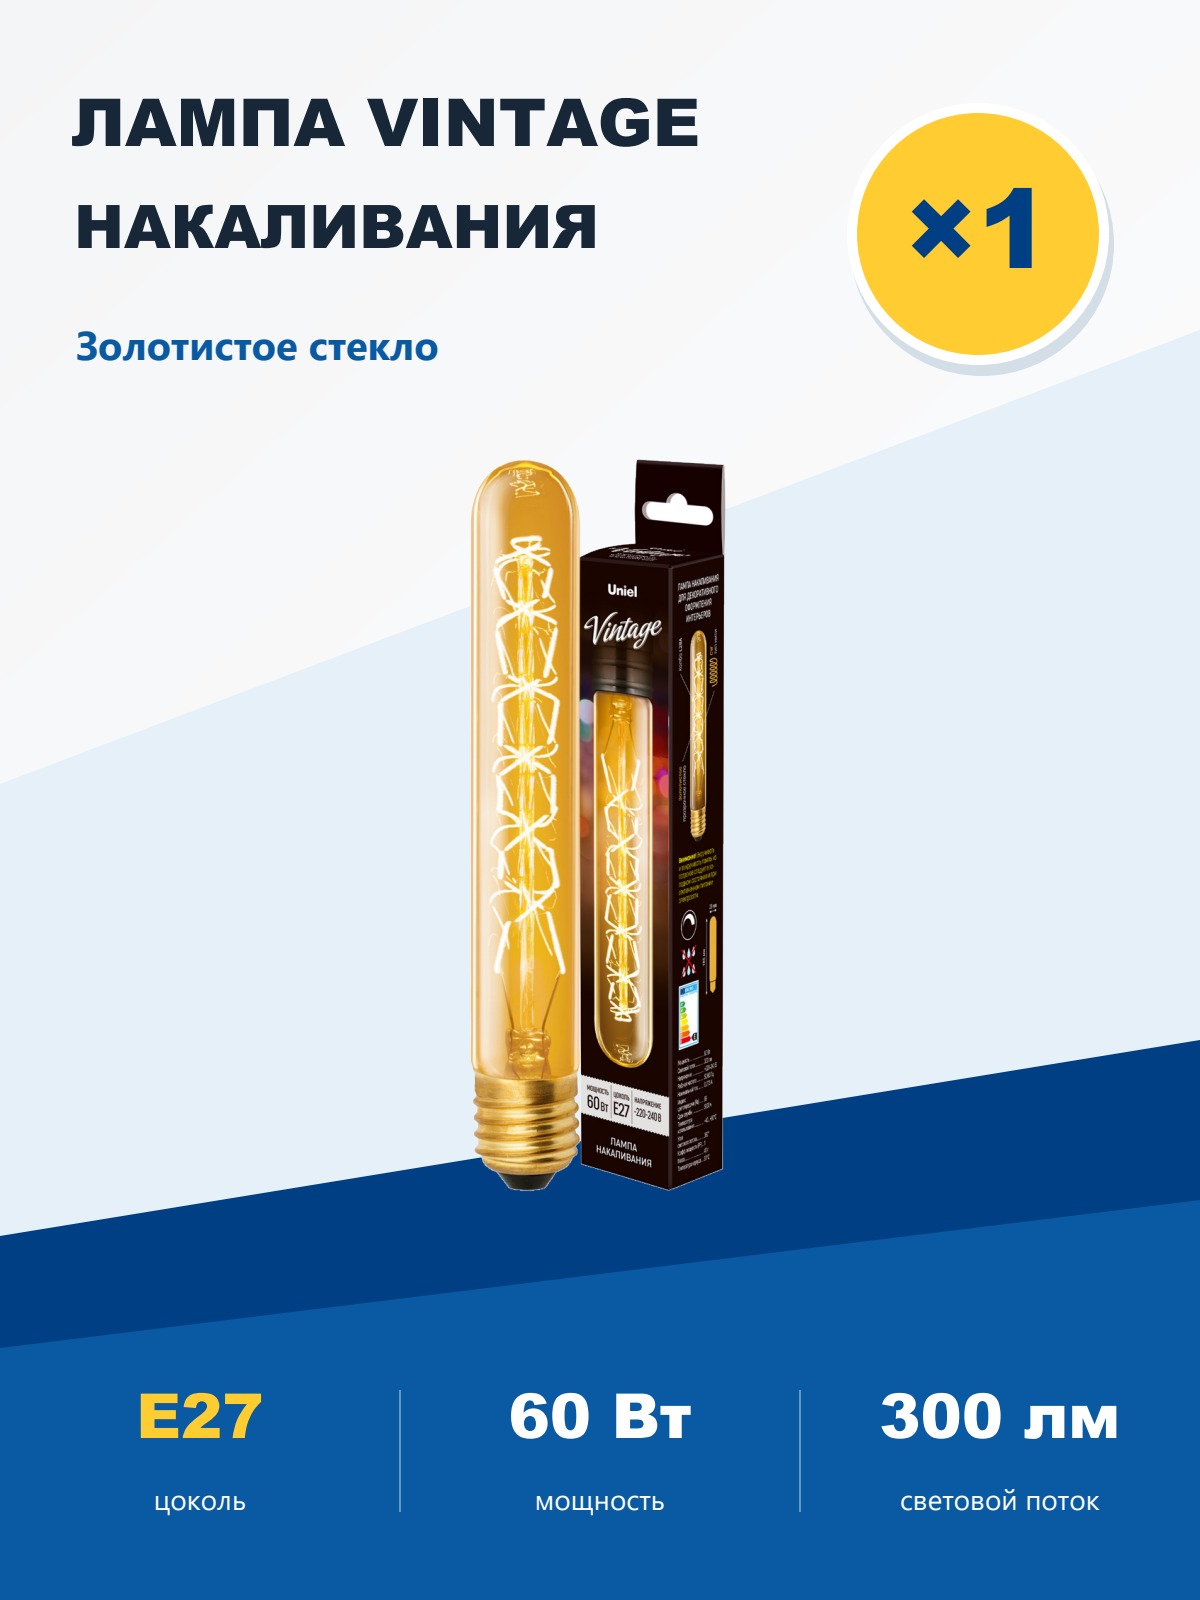 ЛАМПА VINTAGE
НАКАЛИВАНИЯ
×1
Золотистое стекло
Uniel
Vintage
ЛАМПА НАКАЛИВАНИЯ
ДЛЯ ДЕКОРАТИВНОГО
ОФОРМЛЕНИЯ
ИНТЕРЬЕРОВ
МОЩНОСТЬ
60 Вт
ЦОКОЛЬ
E27
НАПРЯЖЕНИЕ
~220-240 В
ЛАМПА
НАКАЛИВАНИЯ
E27
цоколь
60 Вт
мощность
300 лм
световой поток